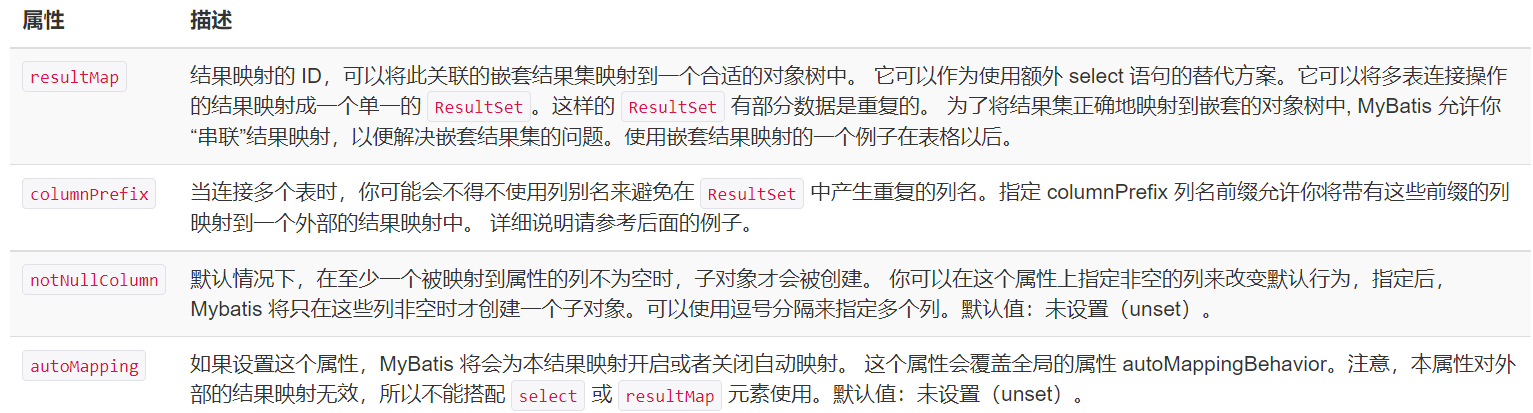 属性 描述
resultMap 结果映射的 ID，可以将此关联的嵌套结果集映射到一个合适的对象树中。 它可以作为使用额外 select 语句的替代方案。它可以将多表连接操作
的结果映射成一个单一的 ResultSet。这样的 ResultSet 有部分数据是重复的。 为了将结果集正确地映射到嵌套的对象树中, MyBatis 允许你
“串联”结果映射，以便解决嵌套结果集的问题。使用嵌套结果映射的一个例子在表格以后。
columnPrefix 当连接多个表时，你可能会不得不使用列别名来避免在 ResultSet 中产生重复的列名。指定 columnPrefix 列名前缀允许你将带有这些前缀的列
映射到一个外部的结果映射中。 详细说明请参考后面的例子。
notNullColumn 默认情况下，在至少一个被映射到属性的列不为空时，子对象才会被创建。 你可以在这个属性上指定非空的列来改变默认行为，指定后，
Mybatis 将只在这些列非空时才创建一个子对象。可以使用逗号分隔来指定多个列。默认值：未设置（unset）。
autoMapping 如果设置这个属性，MyBatis 将会为本结果映射开启或者关闭自动映射。 这个属性会覆盖全局的属性 autoMappingBehavior。注意，本属性对外
部的结果映射无效，所以不能搭配 select 或 resultMap 元素使用。默认值：未设置（unset）。